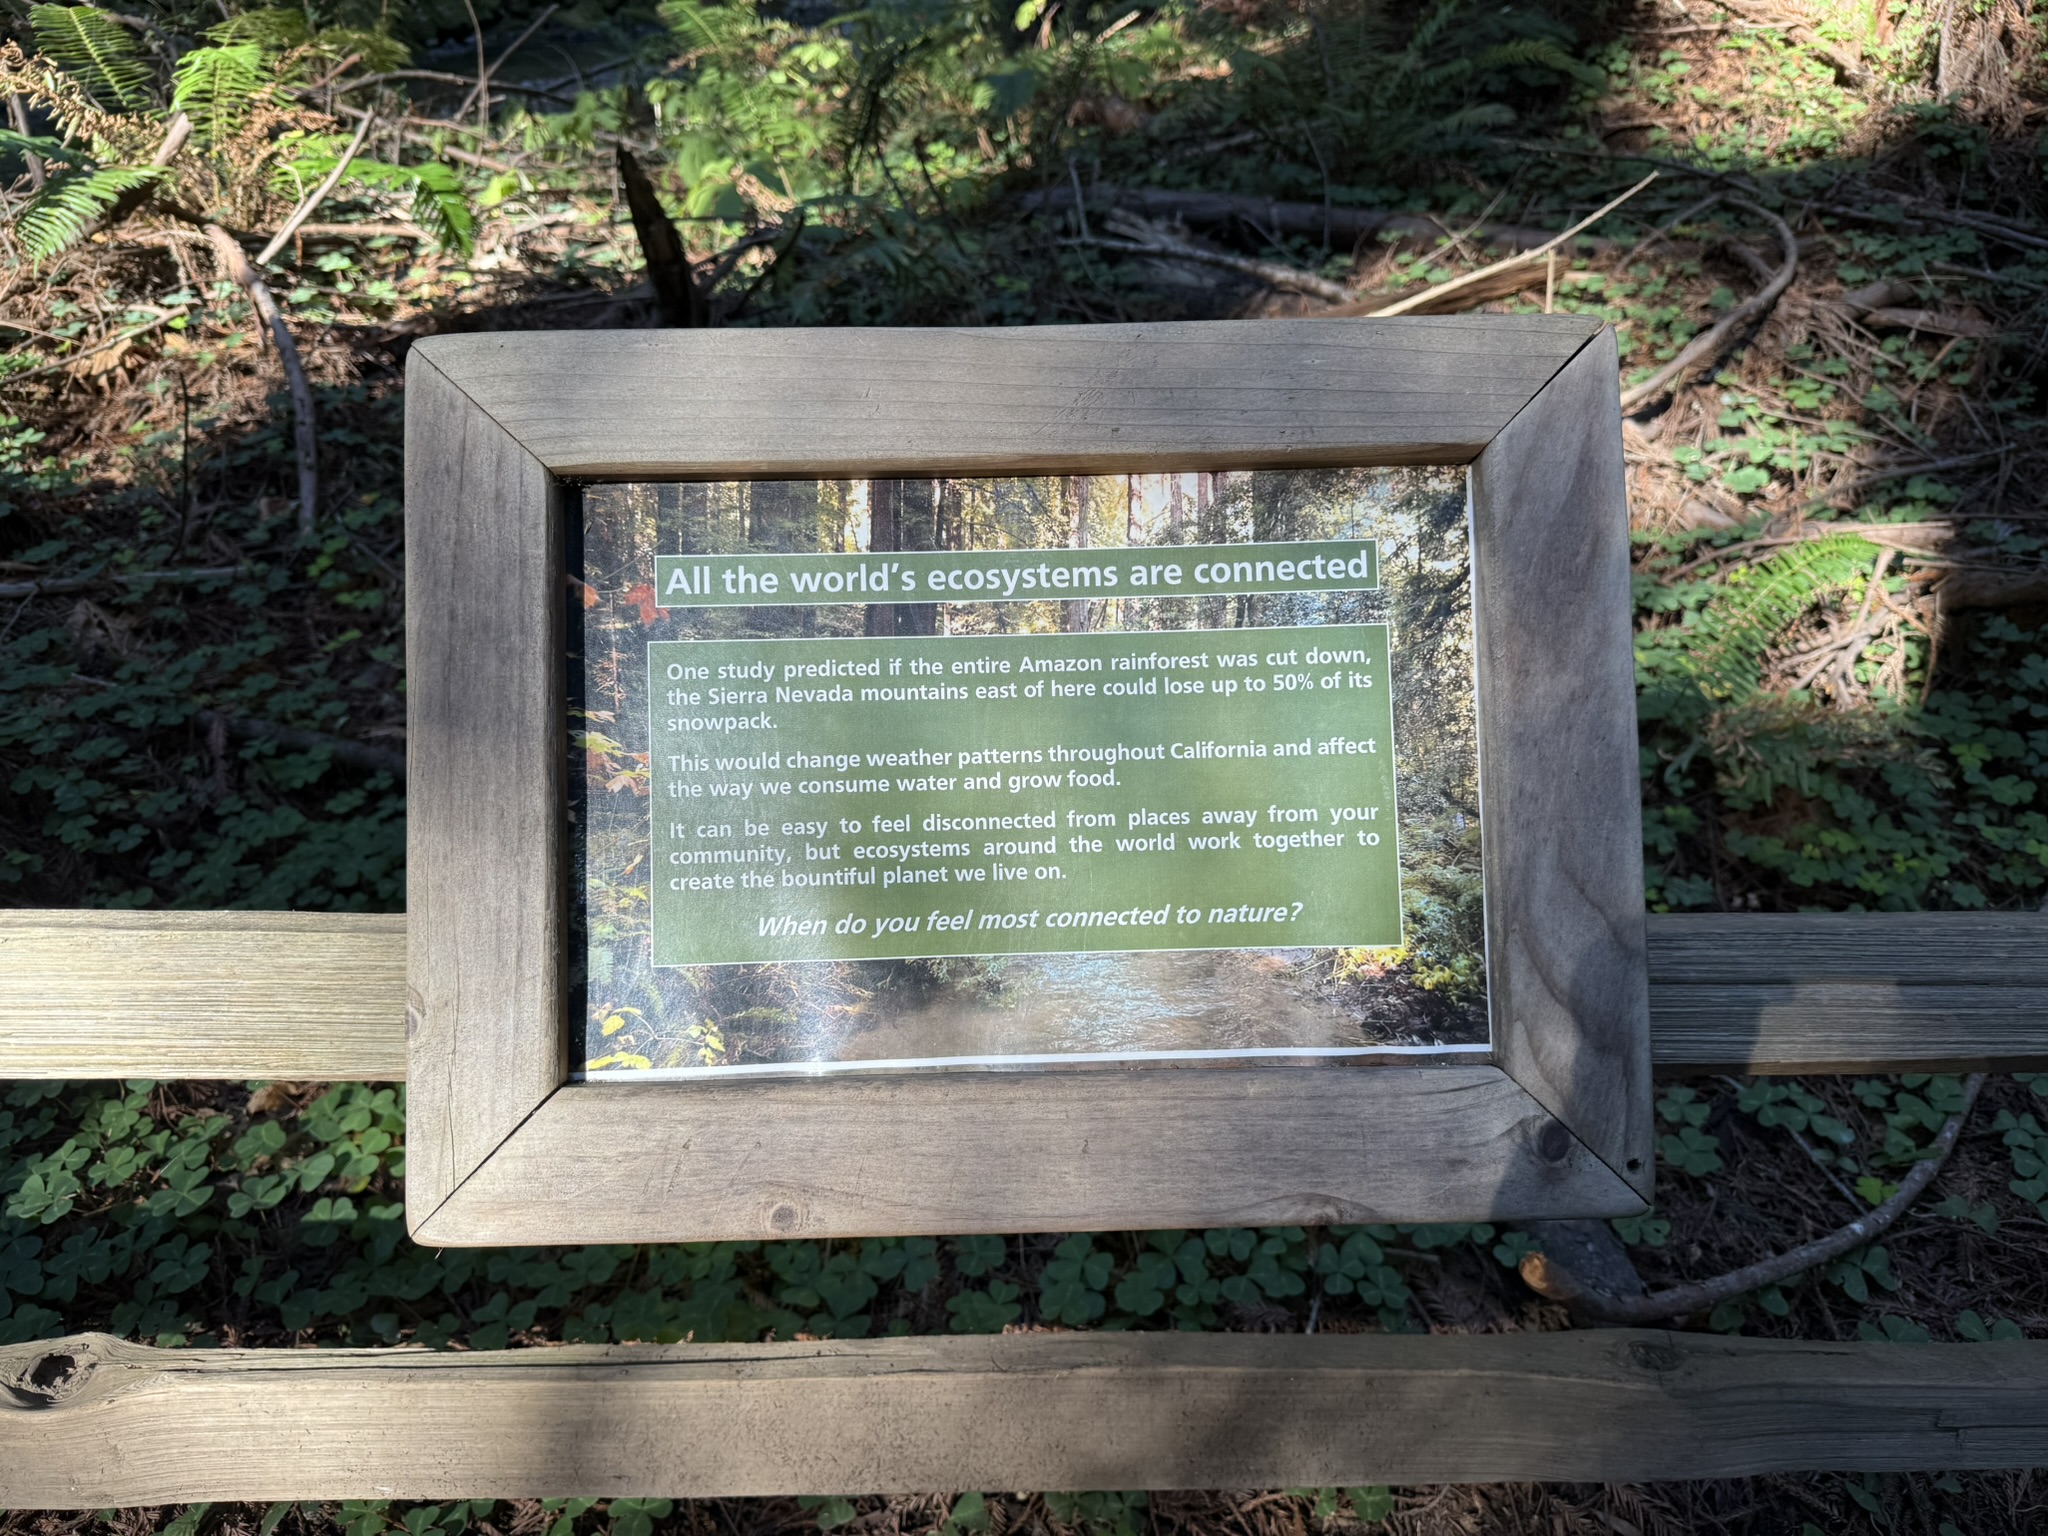 All the world's ecosystems are connected
One study predicted if the entire Amazon rainforest was cut down,
the Sierra Nevada mountains east of here could lose up to 50% of its
snowpack.
This would change weather patterns throughout California and affect
the way we consume water and grow food.
It can be easy to feel disconnected from places away from your
community, but ecosystems around the world work together to
create the bountiful planet we live on.
When do you feel most connected to nature?